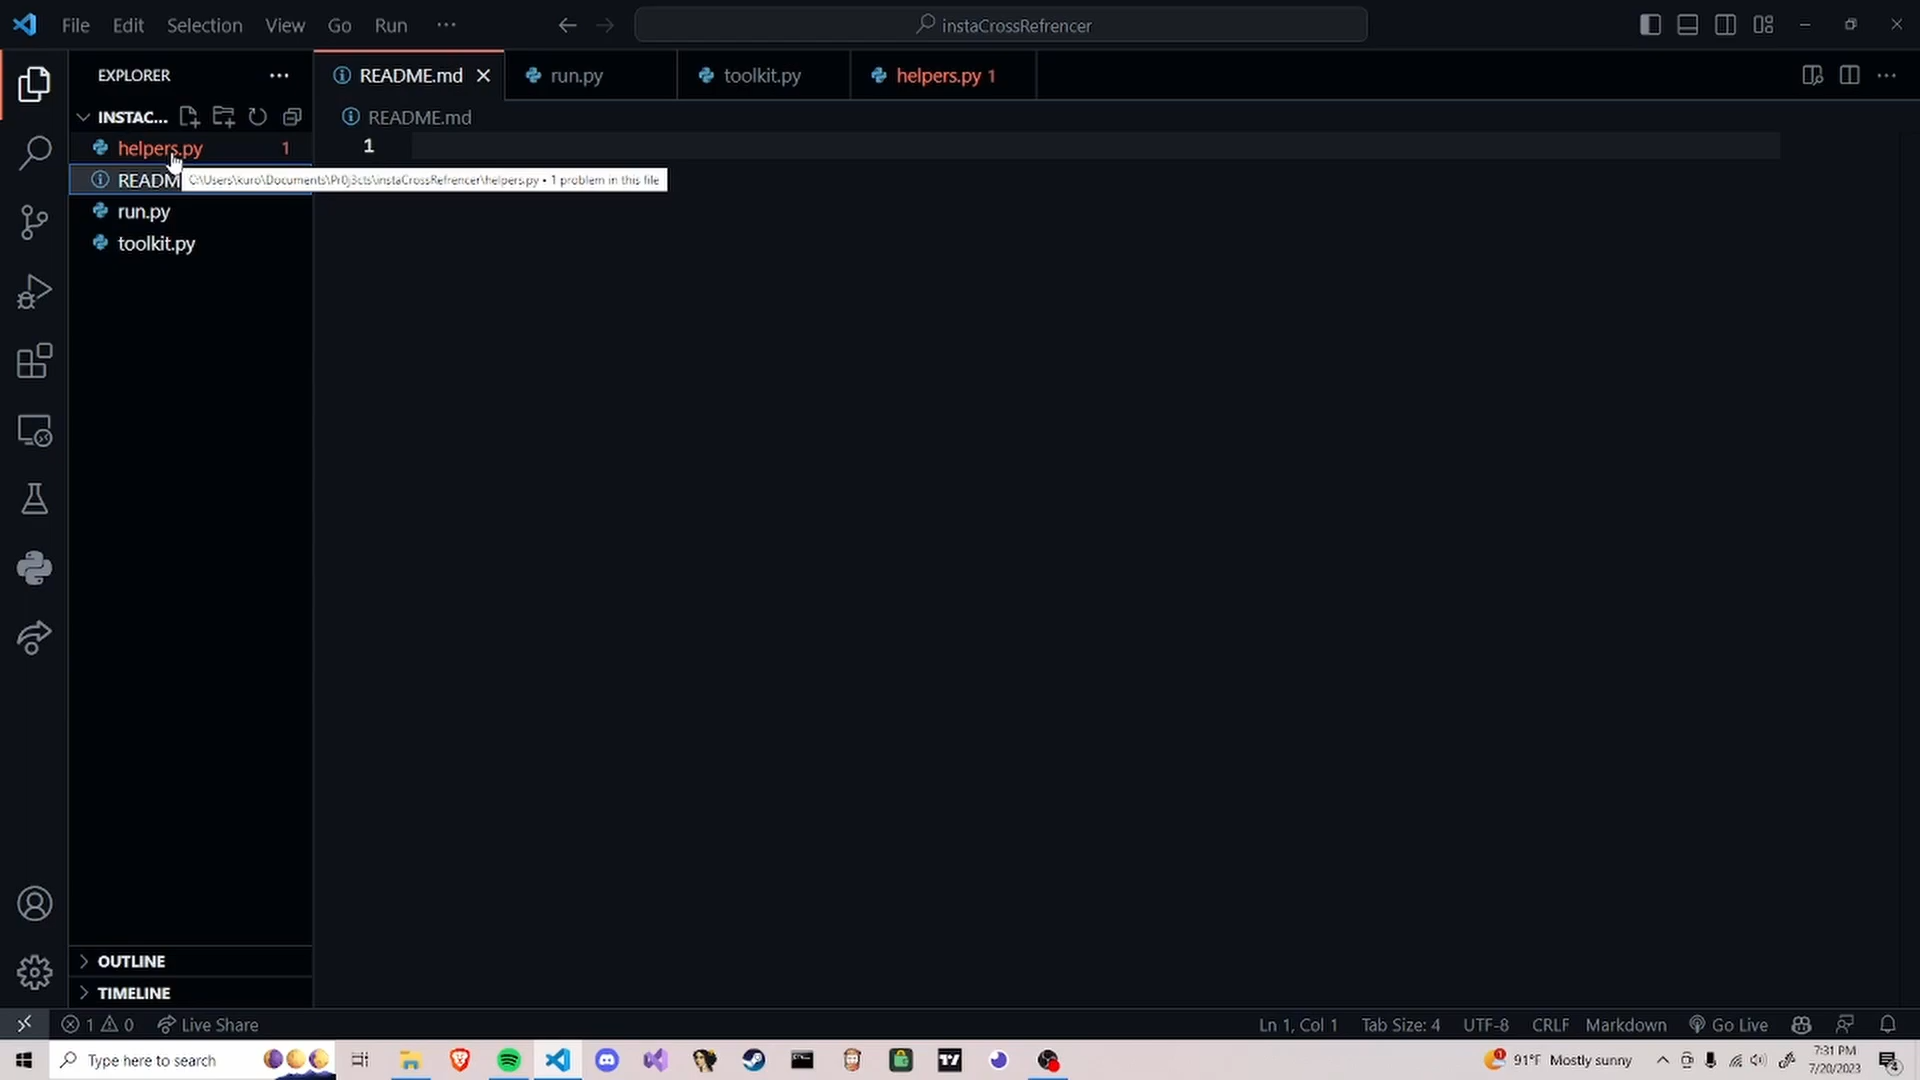 File Edit Selection View Go Run ···
instaCrossRefrencer
EXPLORER
README.md
run.py
toolkit.py
helpers.py 1
INSTAC...
README.md
helpers.py 1
1
READM
C:\Users\kuro\Documents\Pr0j3cts\instaCrossRefrencer\helpers.py • 1 problem in this file
run.py
toolkit.py
OUTLINE
TIMELINE
1 0 Live Share
Ln 1, Col 1 Tab Size: 4 UTF-8 CRLF Markdown Go Live
Type here to search
1
91°F Mostly sunny
7:31 PM
7/20/2023
4